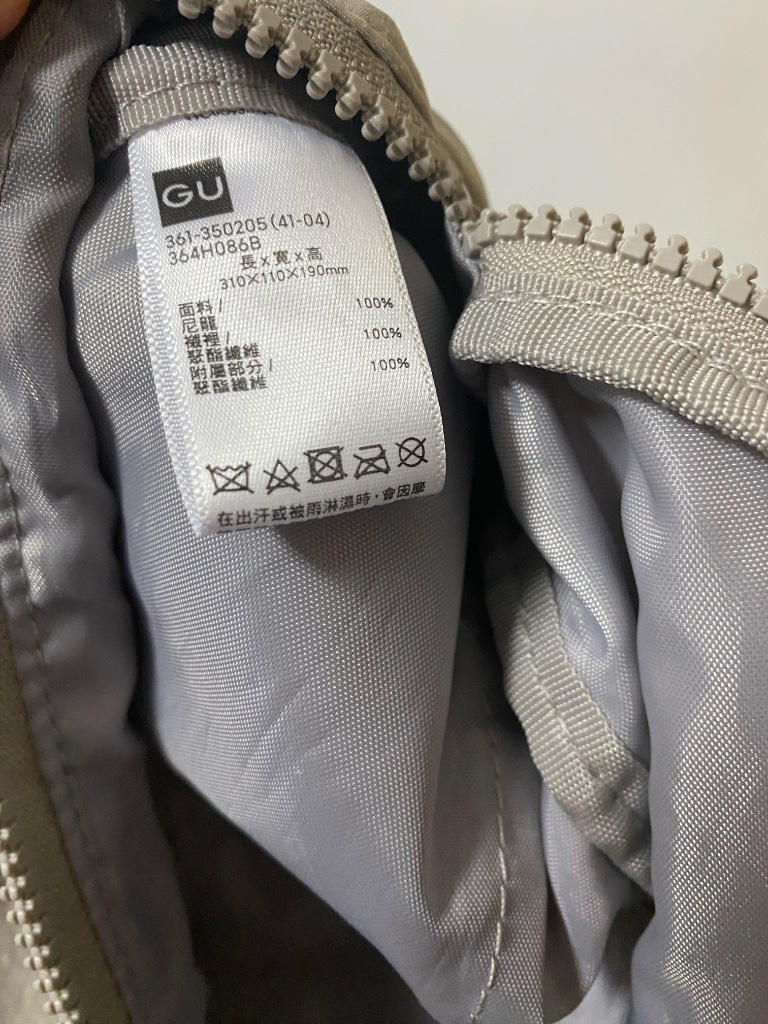 GU
361-350205(41-04)
364H086B
長x寬x高
310×110×190mm
面料/ 100%
尼龍
襯裡/ 100%
聚酯纖維
附屬部分/ 100%
聚酯纖維
在出汗或被雨淋濕時，會因摩